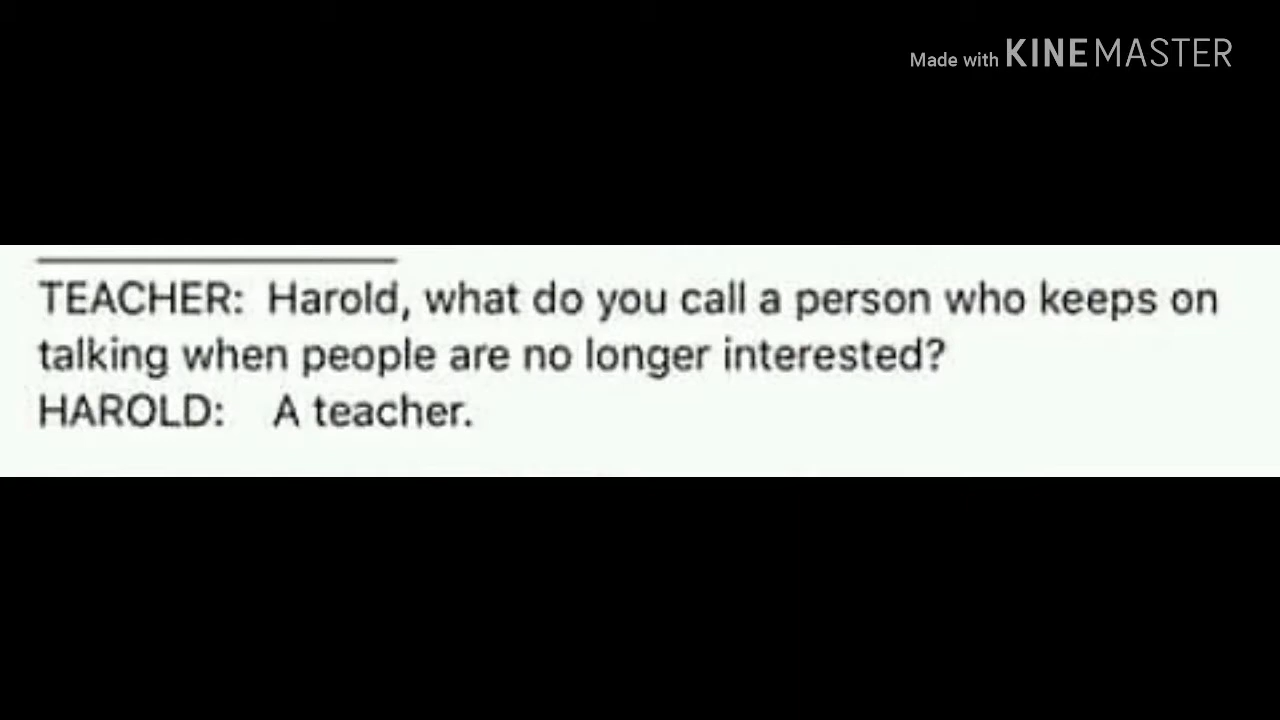 Made with KINEMASTER
TEACHER: Harold, what do you call a person who keeps on
talking when people are no longer interested?
HAROLD: A teacher.